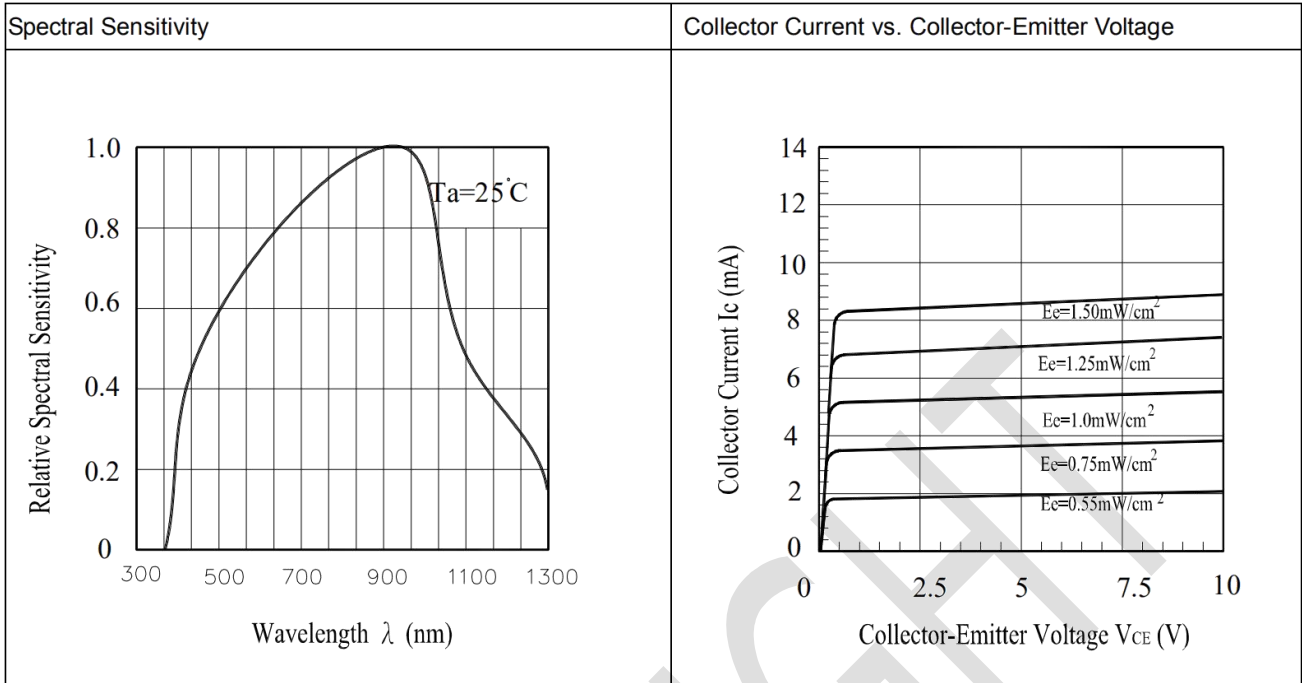 Spectral Sensitivity
Collector Current vs. Collector-Emitter Voltage
1.0
0.8
0.6
0.4
0.2
0
Relative Spectral Sensitivity
Ta=25°C
300 500 700 900 1100 1300
Wavelength λ (nm)
14
12
10
8
6
4
2
0
Collector Current Ic (mA)
Ee=1.50mW/cm²
Ee=1.25mW/cm²
Ee=1.0mW/cm²
Ee=0.75mW/cm²
Ee=0.55mW/cm²
0 2.5 5 7.5 10
Collector-Emitter Voltage VCE (V)